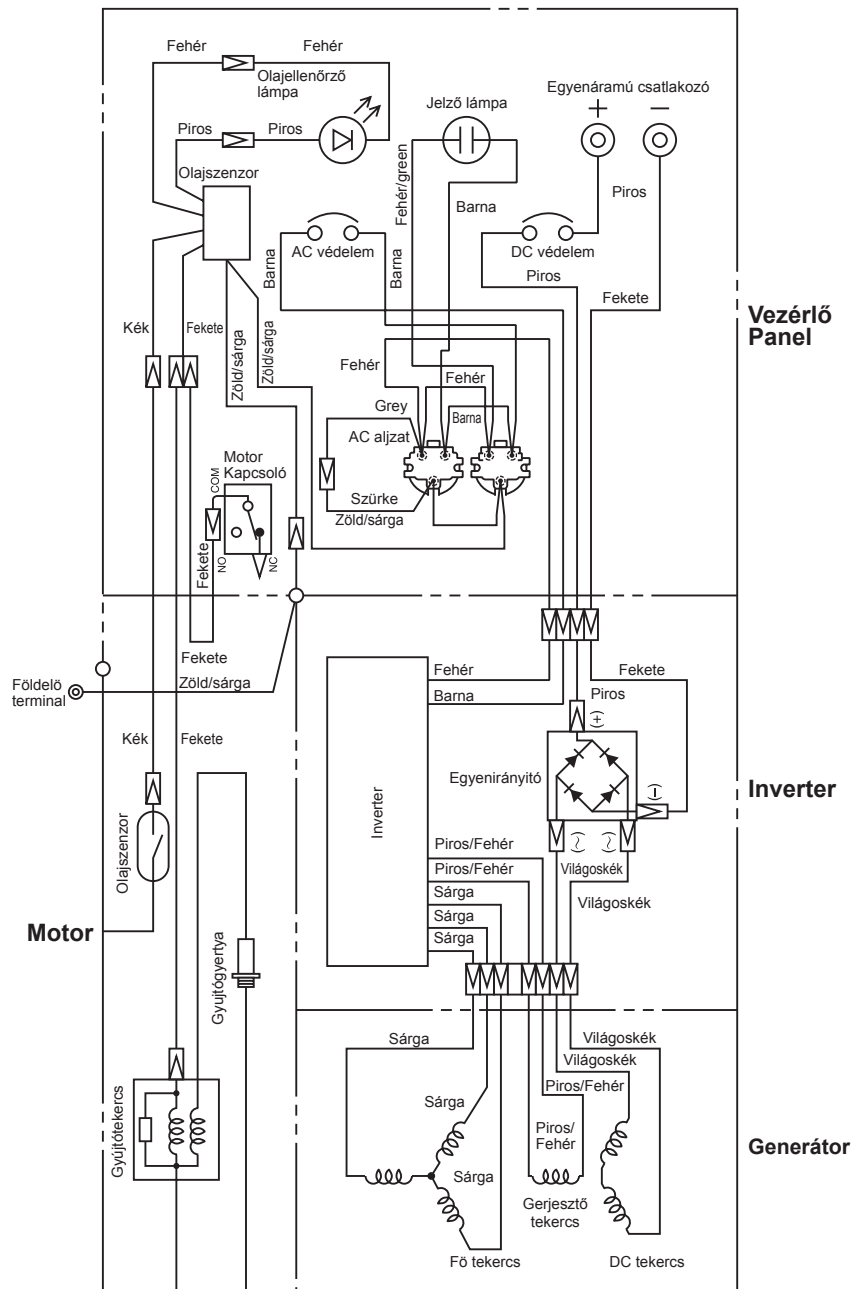 Fehér
Fehér
Olajellenőrző
lámpa
Jelző lámpa
Egyenáramú csatlakozó
+
−
Piros
Piros
Olajszenzor
Fehér/green
Barna
Piros
AC védelem
DC védelem
Barna
Barna
Piros
Fekete
Vezérlő
Panel
Kék
Fekete
Zöld/sárga
Zöld/sárga
Fehér
Fehér
Grey
Barna
AC aljzat
Motor
Kapcsoló
COM
NO
NC
Szürke
Zöld/sárga
Fekete
Fekete
Földelö
terminal
Zöld/sárga
Fehér
Barna
Fekete
Piros
(+)
(−)
Kék
Fekete
Egyenirányitó
Inverter
Inverter
(~)
(~)
Olajszenzor
Piros/Fehér
Piros/Fehér
Világoskék
Világoskék
Sárga
Sárga
Sárga
Motor
Gyujtógyertya
Sárga
Világoskék
Világoskék
Piros/Fehér
Sárga
Piros/
Fehér
Sárga
Generátor
Gyújtótekercs
Gerjesztő
tekercs
Fö tekercs
DC tekercs